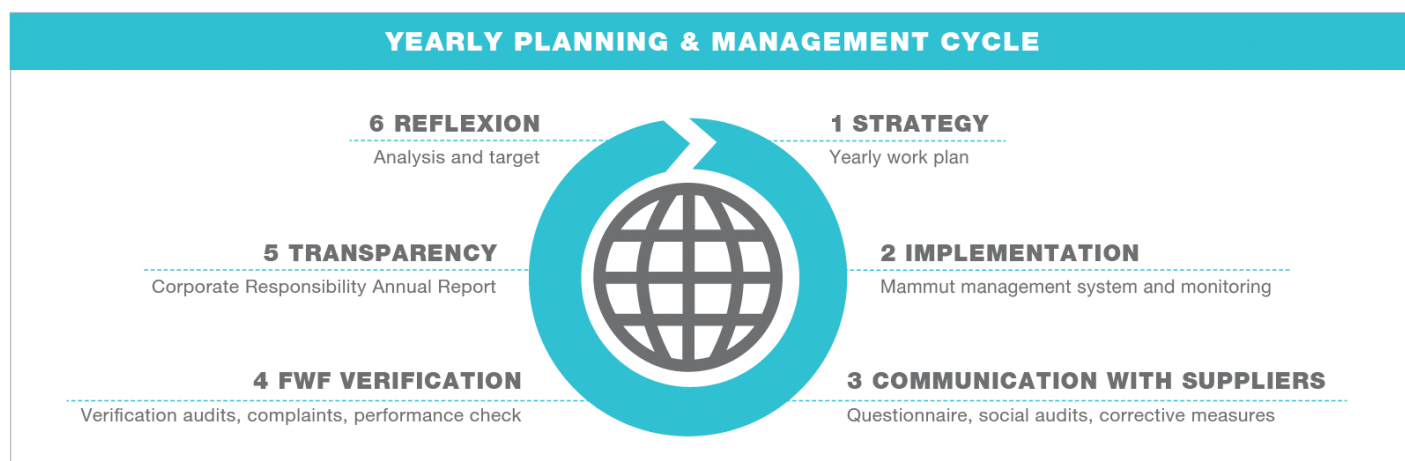 YEARLY PLANNING & MANAGEMENT CYCLE
6 REFLEXION
Analysis and target
1 STRATEGY
Yearly work plan
5 TRANSPARENCY
Corporate Responsibility Annual Report
2 IMPLEMENTATION
Mammut management system and monitoring
4 FWF VERIFICATION
Verification audits, complaints, performance check
3 COMMUNICATION WITH SUPPLIERS
Questionnaire, social audits, corrective measures